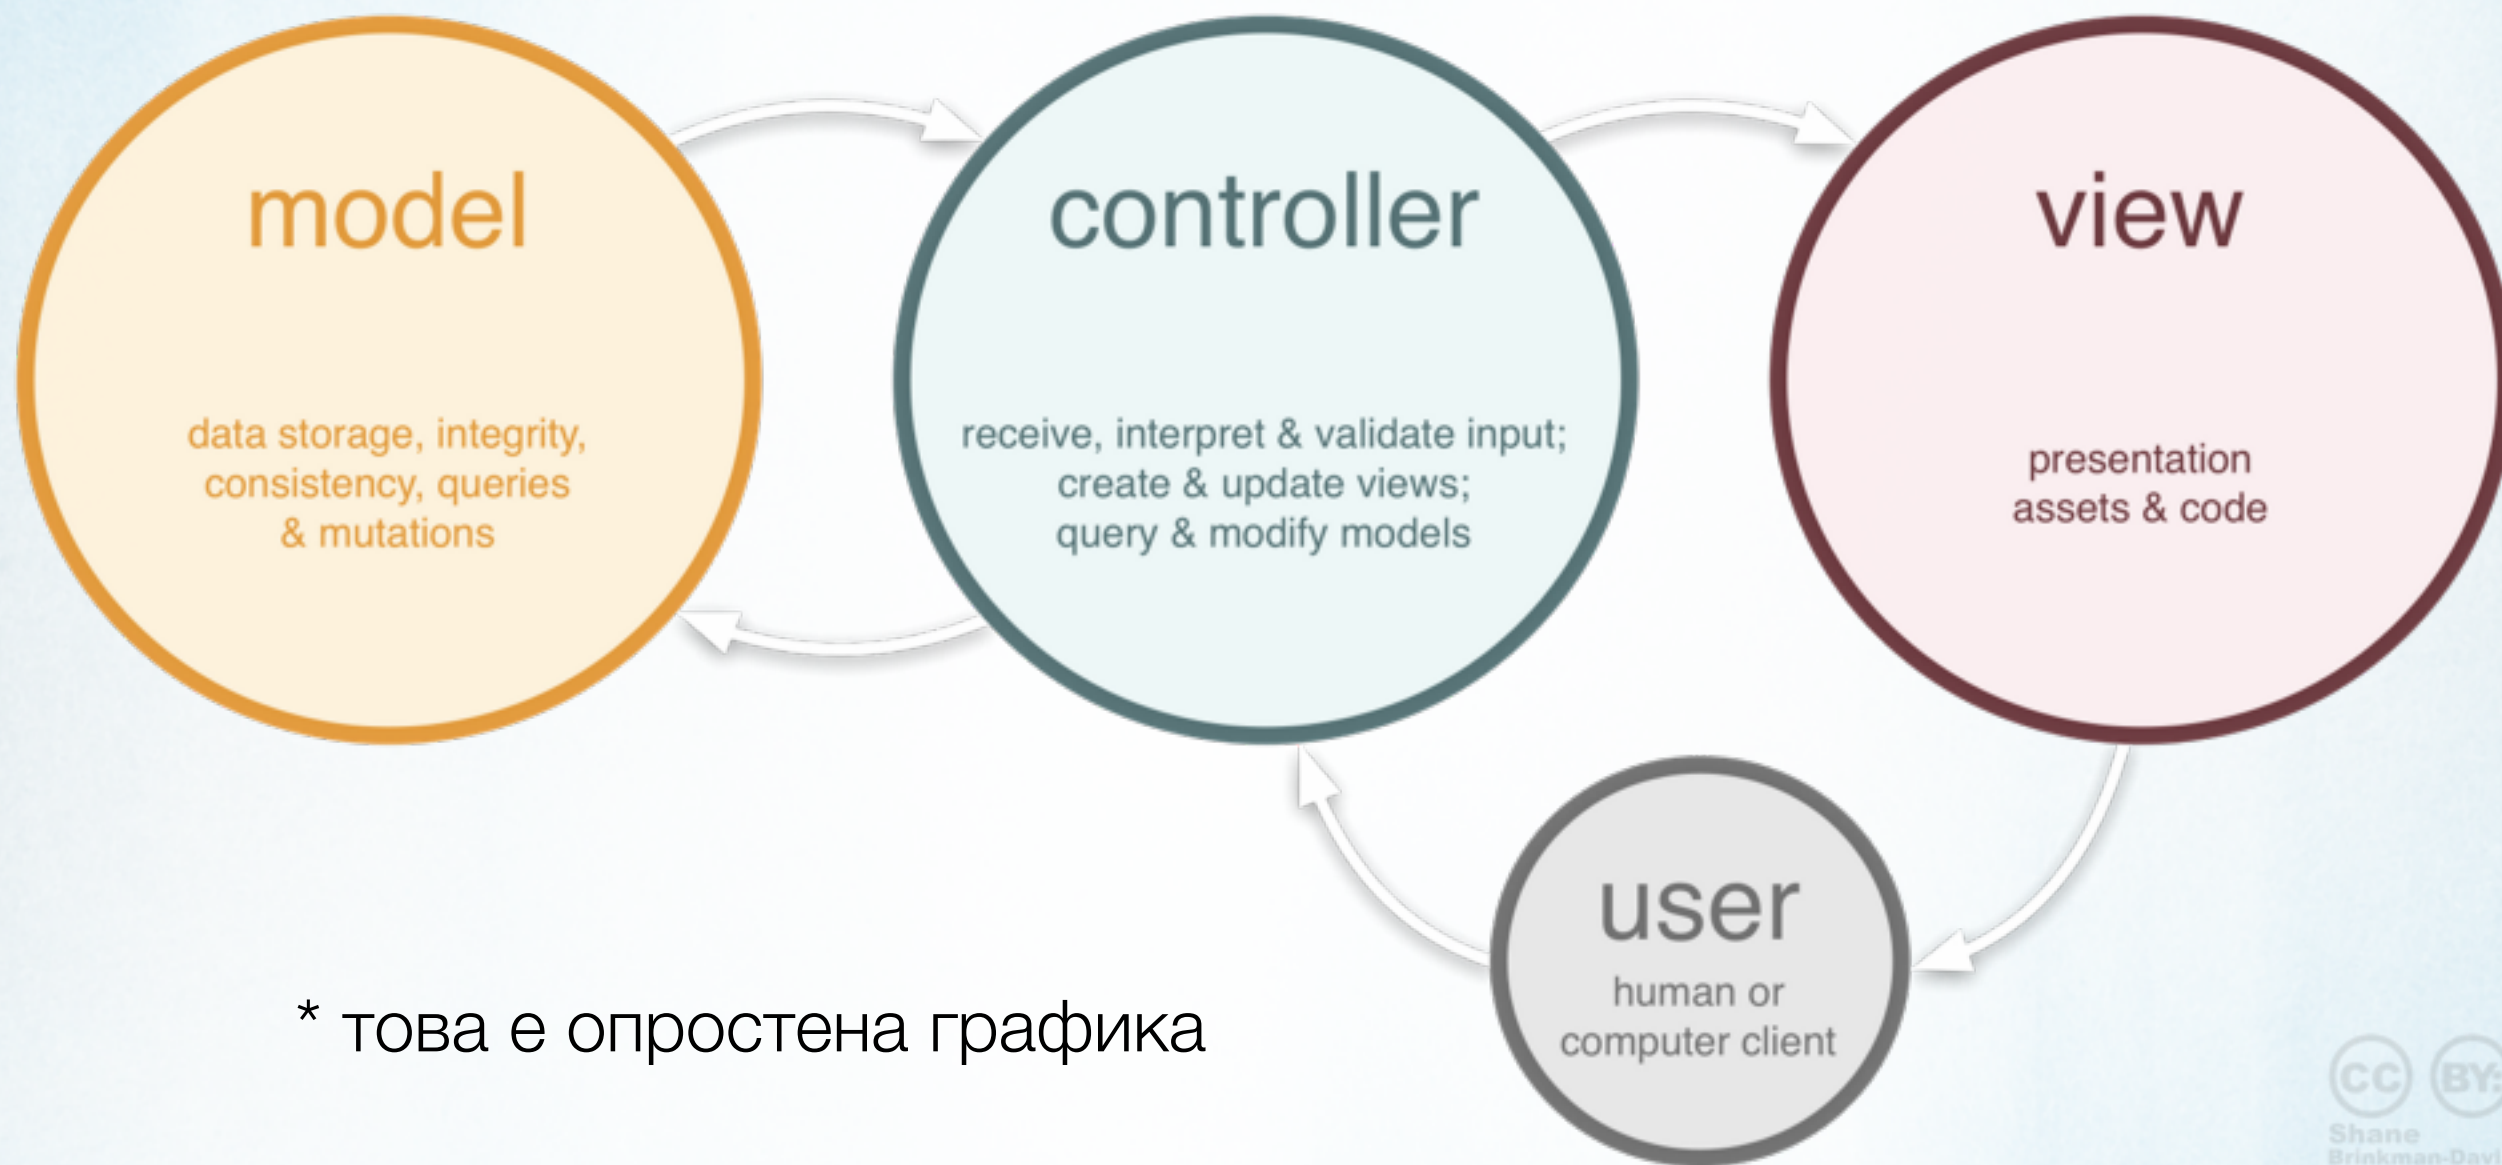 model
data storage, integrity,
consistency, queries
& mutations
controller
receive, interpret & validate input;
create & update views;
query & modify models
view
presentation
assets & code
user
human or
computer client
* това е опростена графика
CC BY:
Shane